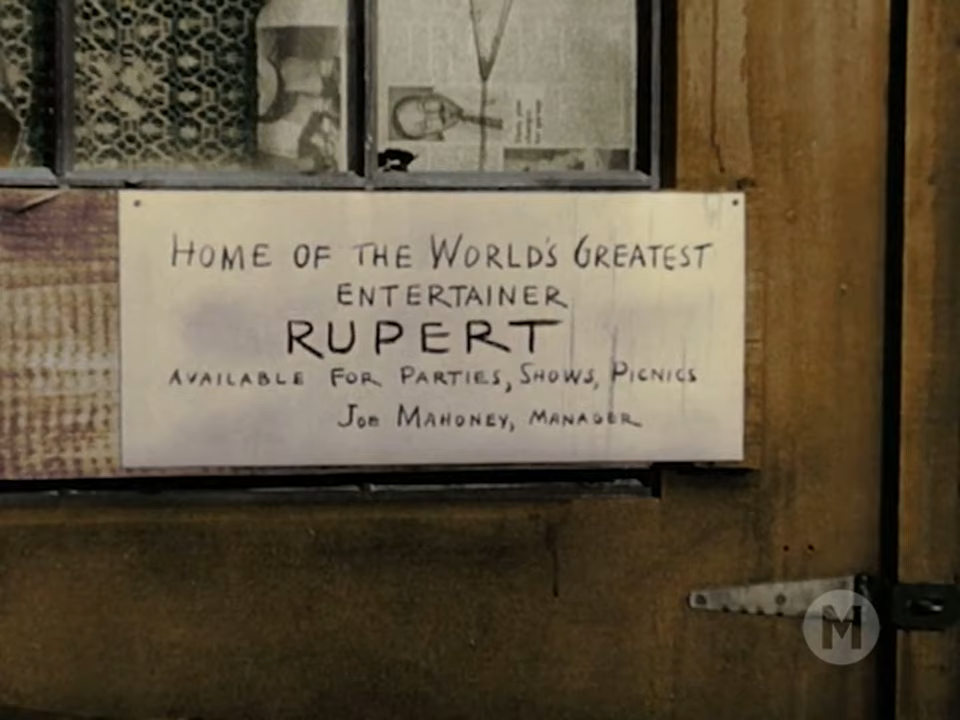 HOME OF THE WORLD'S GREATEST
ENTERTAINER
RUPERT
AVAILABLE FOR PARTIES, SHOWS, PICNICS
JOE MAHONEY, MANAGER
M